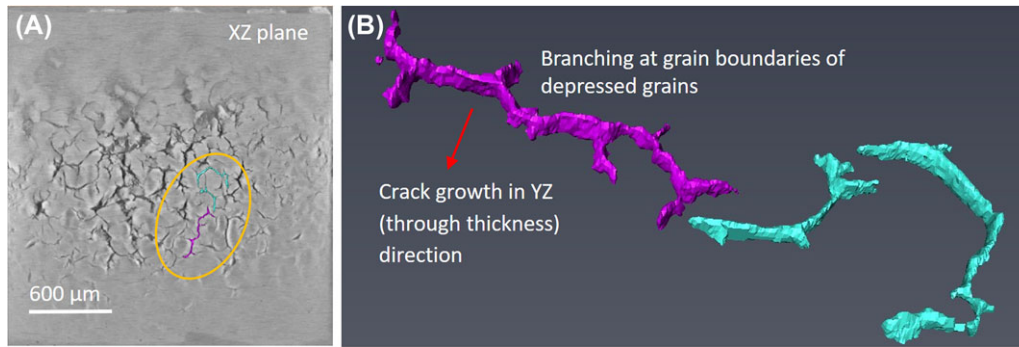 (A)
XZ plane
600 μm
(B)
Branching at grain boundaries of
depressed grains
Crack growth in YZ
(through thickness)
direction